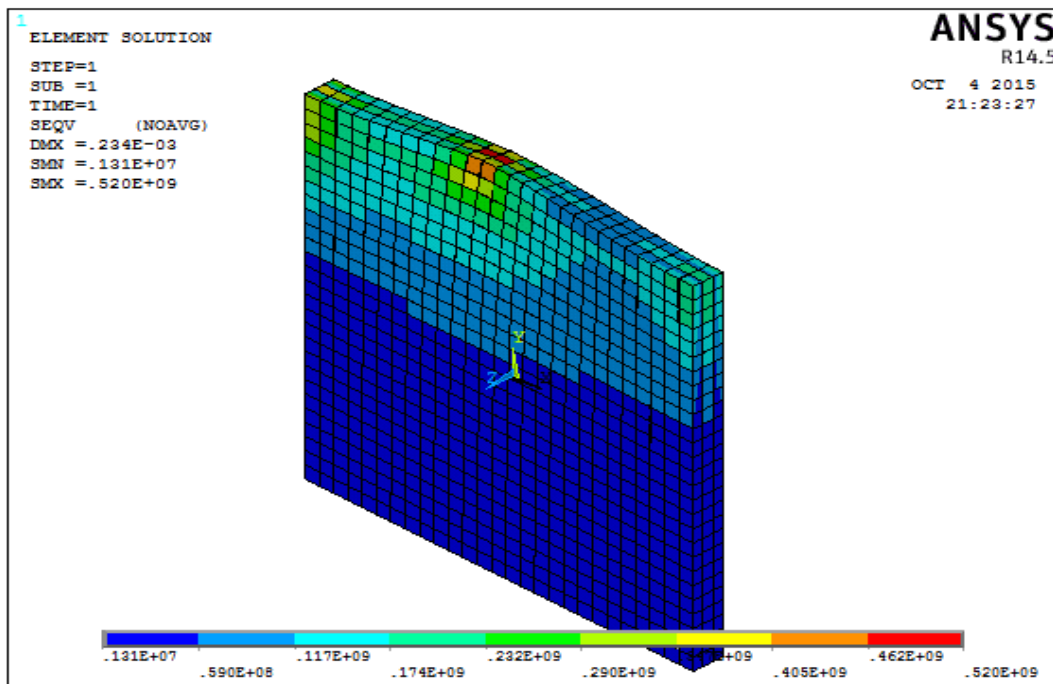 1
ELEMENT SOLUTION
STEP=1
SUB =1
TIME=1
SEQV (NOAVG)
DMX =.234E-03
SMN =.131E+07
SMX =.520E+09
ANSYS
R14.5
OCT 4 2015
21:23:27
Y
Z
.131E+07
.590E+08
.117E+09
.174E+09
.232E+09
.290E+09
.405E+09
.462E+09
.520E+09